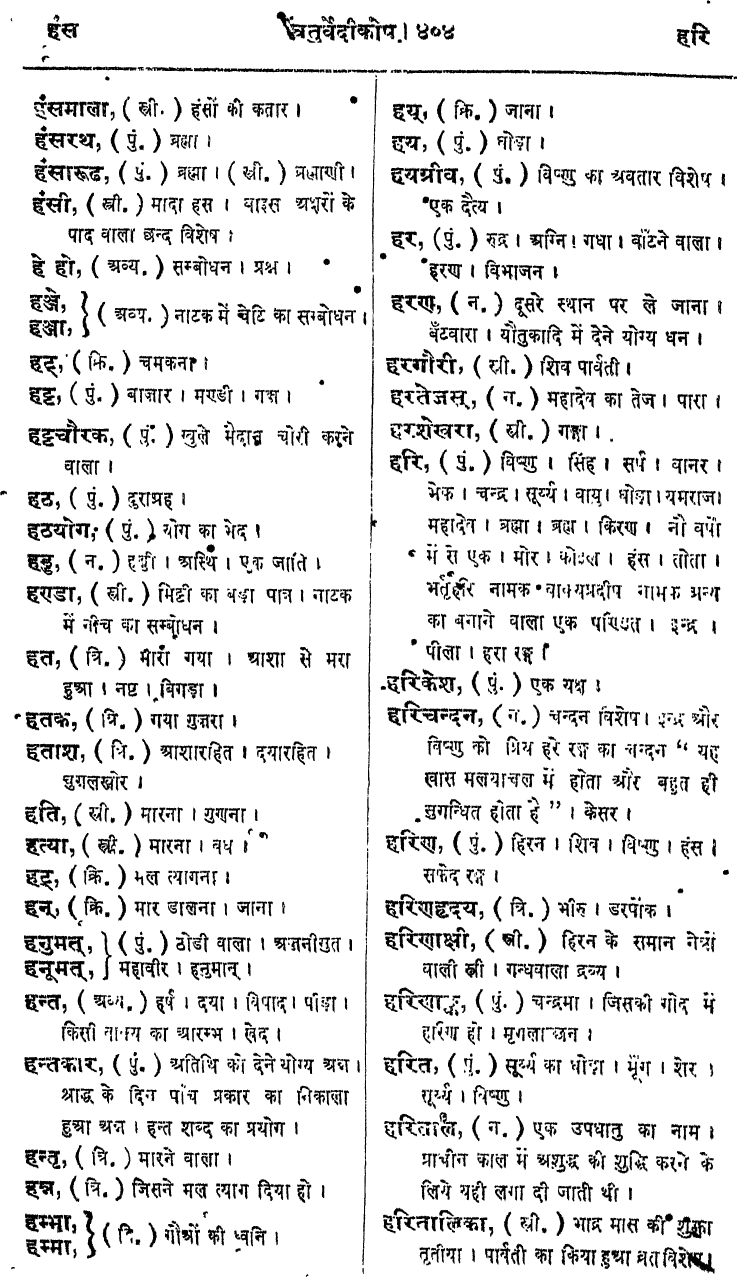 हंस
चतुर्वेदीकोष । ४०४
हरि
हंसमाला, ( स्त्री. ) हंसों की कतार ।
हंसरथ, ( पुं. ) ब्रह्मा ।
हंसारूढ, ( पुं. ) ब्रह्मा । ( स्त्री. ) ब्रह्माणी ।
हंसी, ( स्त्री. ) मादा हंस । बाइस अक्षरों के
पाद वाला छन्द विशेष ।
हे हो, ( अव्य. ) सम्बोधन । प्रश्न ।
हञ्जे,
हञ्जा, } ( अव्य. ) नाटक में चेटि का सम्बोधन ।
हट्, ( क्रि. ) चमकना ।
हट्ट, ( पुं. ) बाजार । मण्डी । गञ्ज ।
हट्टचौरक, ( पुं. ) खुले मैदान चोरी करने
वाला ।
हठ, ( पुं. ) दुराग्रह ।
हठयोग, ( पुं. ) योग का भेद ।
हड्ड, ( न. ) हड्डी । अस्थि । एक जाति ।
हण्डा, ( स्त्री. ) मिट्टी का बड़ा पात्र । नाटक
में नीच का सम्बोधन ।
हत, ( त्रि. ) मारा गया । आशा से मरा
हुआ । नष्ट । बिगड़ा ।
हतक, ( त्रि. ) गया गुज़रा ।
हताश, ( त्रि. ) आशारहित । दयारहित ।
चुगलखोर ।
हति, ( स्त्री. ) मारना । गुणना ।
हत्या, ( स्त्री. ) मारना । वध ।
हद्, ( क्रि. ) मल त्यागना ।
हन्, ( क्रि. ) मार डालना । जाना ।
हनुमत्, } ( पुं. ) ठोडी वाला । अञ्जनीसुत ।
हनूमत्, } महावीर । हनुमान् ।
हन्त, ( अव्य. ) हर्ष । दया । विषाद । पीड़ा ।
किसी वाक्य का आरम्भ । खेद ।
हन्तकार, ( पुं. ) अतिथि को देने योग्य अन्न ।
श्राद्ध के दिन पाँच प्रकार का निकाला
हुआ अन्न । हन्त शब्द का प्रयोग ।
हन्तृ, ( त्रि. ) मारने वाला ।
हन्न, ( त्रि. ) जिसने मल त्याग दिया हो ।
हम्भा,
हम्मा, } ( त्रि. ) गौओं की ध्वनि ।
हय्, ( क्रि. ) जाना ।
हय, ( पुं. ) घोड़ा ।
हयग्रीव, ( पुं. ) विष्णु का अवतार विशेष ।
एक दैत्य ।
हर, ( पुं. ) रुद्र । अग्नि । गधा । बाँटने वाला ।
हरण । विभाजन ।
हरण, ( न. ) दूसरे स्थान पर ले जाना ।
बँटवारा । यौतुकादि में देने योग्य धन ।
हरगौरी, ( स्त्री. ) शिव पार्वती ।
हरतेजस्, ( न. ) महादेव का तेज । पारा ।
हरशेखरा, ( स्त्री. ) गङ्गा ।
हरि, ( पुं. ) विष्णु । सिंह । सर्प । वानर ।
भेक । चन्द्र । सूर्य्य । वायु । घोड़ा । यमराज ।
महादेव । ब्रह्मा । ब्रह्म । किरण । नौ वर्षो
में से एक । मोर । कोइल । हंस । तोता ।
भर्तृहरि नामक वाक्यप्रदीप नामक ग्रन्थ
का बनाने वाला एक पण्डित । इन्द्र ।
पीला । हरा रङ्ग ।
हरिकेश, ( पुं. ) एक यक्ष ।
हरिचन्दन, ( न. ) चन्दन विशेष । इन्द्र और
विष्णु को प्रिय हरे रङ्ग का चन्दन “ यह
खास मलयाचल में होता और बहुत ही
सुगन्धित होता है ” । केसर ।
हरिण, ( पुं. ) हिरन । शिव । विष्णु । हंस ।
सफेद रङ्ग ।
हरिणहृदय, ( त्रि. ) भीरु । डरपोंक ।
हरिणाक्षी, ( स्त्री. ) हिरन के समान नेत्रों
वाली स्त्री । गन्धवाला द्रव्य ।
हरिणाङ्क, ( पुं. ) चन्द्रमा । जिसकी गोद में
हरिण हो । मृगलाञ्छन ।
हरित, ( पुं. ) सूर्य्य का घोड़ा । मूँग । शेर ।
सूर्य्य । विष्णु ।
हरिताल, ( न. ) एक उपधातु का नाम ।
प्राचीन काल में अशुद्ध की शुद्धि करने के
लिये यही लगा दी जाती थी ।
हरितालिका, ( स्त्री. ) भाद्र मास की शुक्ला
तृतीया । पार्वती का किया हुआ व्रत विशेष ।